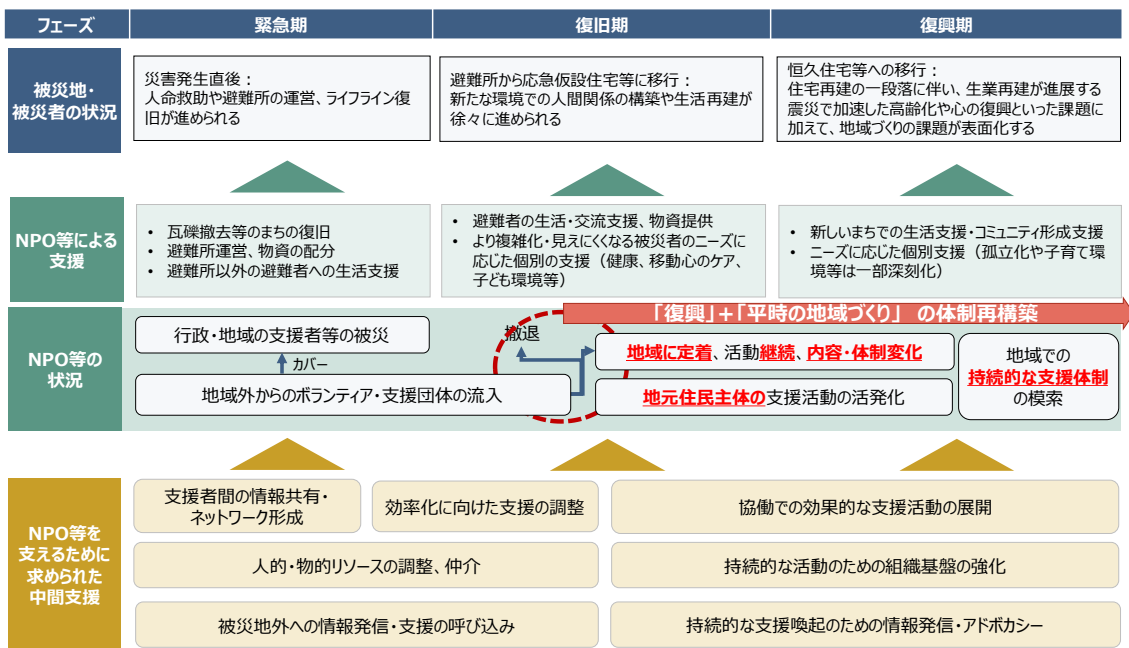 フェーズ
緊急期
復旧期
復興期
被災地・
被災者の状況
災害発生直後：
人命救助や避難所の運営、ライフライン復
旧が進められる
避難所から応急仮設住宅等に移行：
新たな環境での人間関係の構築や生活再建が
徐々に進められる
恒久住宅等への移行：
住宅再建の一段落に伴い、生業再建が進展する
震災で加速した高齢化や心の復興といった課題に
加えて、地域づくりの課題が表面化する
NPO等による
支援
• 瓦礫撤去等のまちの復旧
• 避難所運営、物資の配分
• 避難所以外の避難者への生活支援
• 避難者の生活・交流支援、物資提供
• より複雑化・見えにくくなる被災者のニーズに
応じた個別の支援（健康、移動心のケア、
子ども環境等）
• 新しいまちでの生活支援・コミュニティ形成支援
• ニーズに応じた個別支援（孤立化や子育て環
境等は一部深刻化）
「復興」＋「平時の地域づくり」 の体制再構築
NPO等の
状況
行政・地域の支援者等の被災
カバー
地域外からのボランティア・支援団体の流入
撤退
地域に定着、活動継続、内容・体制変化
地元住民主体の支援活動の活発化
地域での
持続的な支援体制
の模索
NPO等を
支えるために
求められた
中間支援
支援者間の情報共有・
ネットワーク形成
効率化に向けた支援の調整
協働での効果的な支援活動の展開
人的・物的リソースの調整、仲介
持続的な活動のための組織基盤の強化
被災地外への情報発信・支援の呼び込み
持続的な支援喚起のための情報発信・アドボカシー